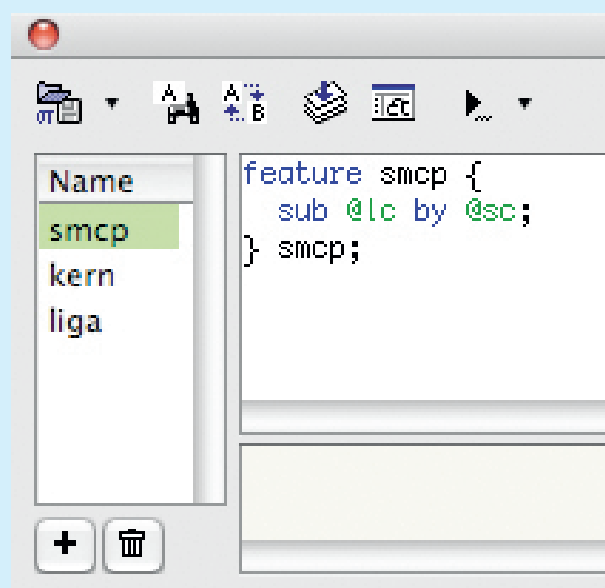 Name
smcp
kern
liga
feature smcp {
  sub @lc by @sc;
} smcp;